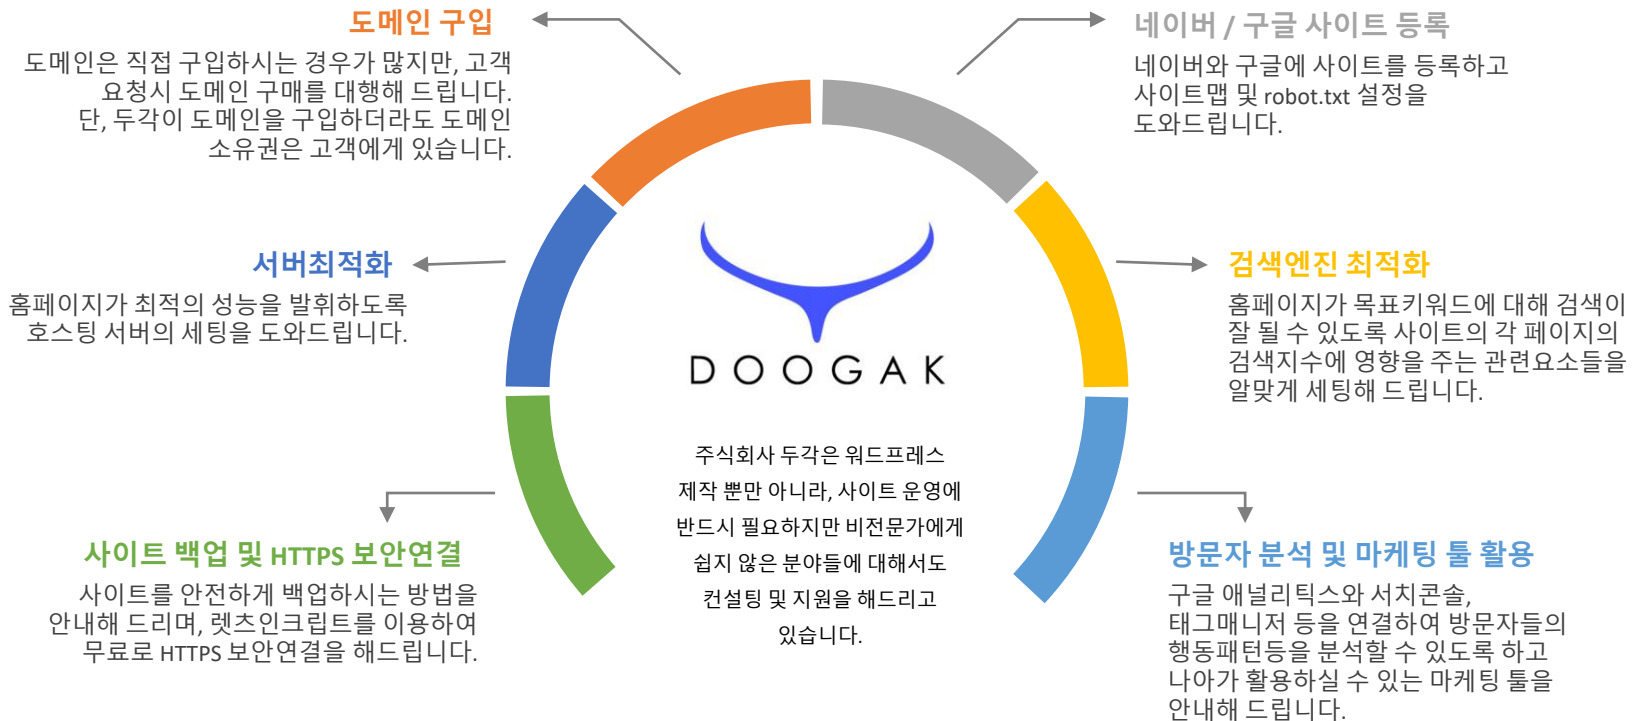 도메인 구입
도메인은 직접 구입하시는 경우가 많지만, 고객
요청시 도메인 구매를 대행해 드립니다.
단, 두각이 도메인을 구입하더라도 도메인
소유권은 고객에게 있습니다.
서버최적화
홈페이지가 최적의 성능을 발휘하도록
호스팅 서버의 세팅을 도와드립니다.
사이트 백업 및 HTTPS 보안연결
사이트를 안전하게 백업하시는 방법을
안내해 드리며, 렛츠인크립트를 이용하여
무료로 HTTPS 보안연결을 해드립니다.
DOOGAK
주식회사 두각은 워드프레스
제작 뿐만 아니라, 사이트 운영에
반드시 필요하지만 비전문가에게
쉽지 않은 분야들에 대해서도
컨설팅 및 지원을 해드리고
있습니다.
네이버 / 구글 사이트 등록
네이버와 구글에 사이트를 등록하고
사이트맵 및 robot.txt 설정을
도와드립니다.
검색엔진 최적화
홈페이지가 목표키워드에 대해 검색이
잘 될 수 있도록 사이트의 각 페이지의
검색지수에 영향을 주는 관련요소들을
알맞게 세팅해 드립니다.
방문자 분석 및 마케팅 툴 활용
구글 애널리틱스와 서치콘솔,
태그매니저 등을 연결하여 방문자들의
행동패턴등을 분석할 수 있도록 하고
나아가 활용하실 수 있는 마케팅 툴을
안내해 드립니다.